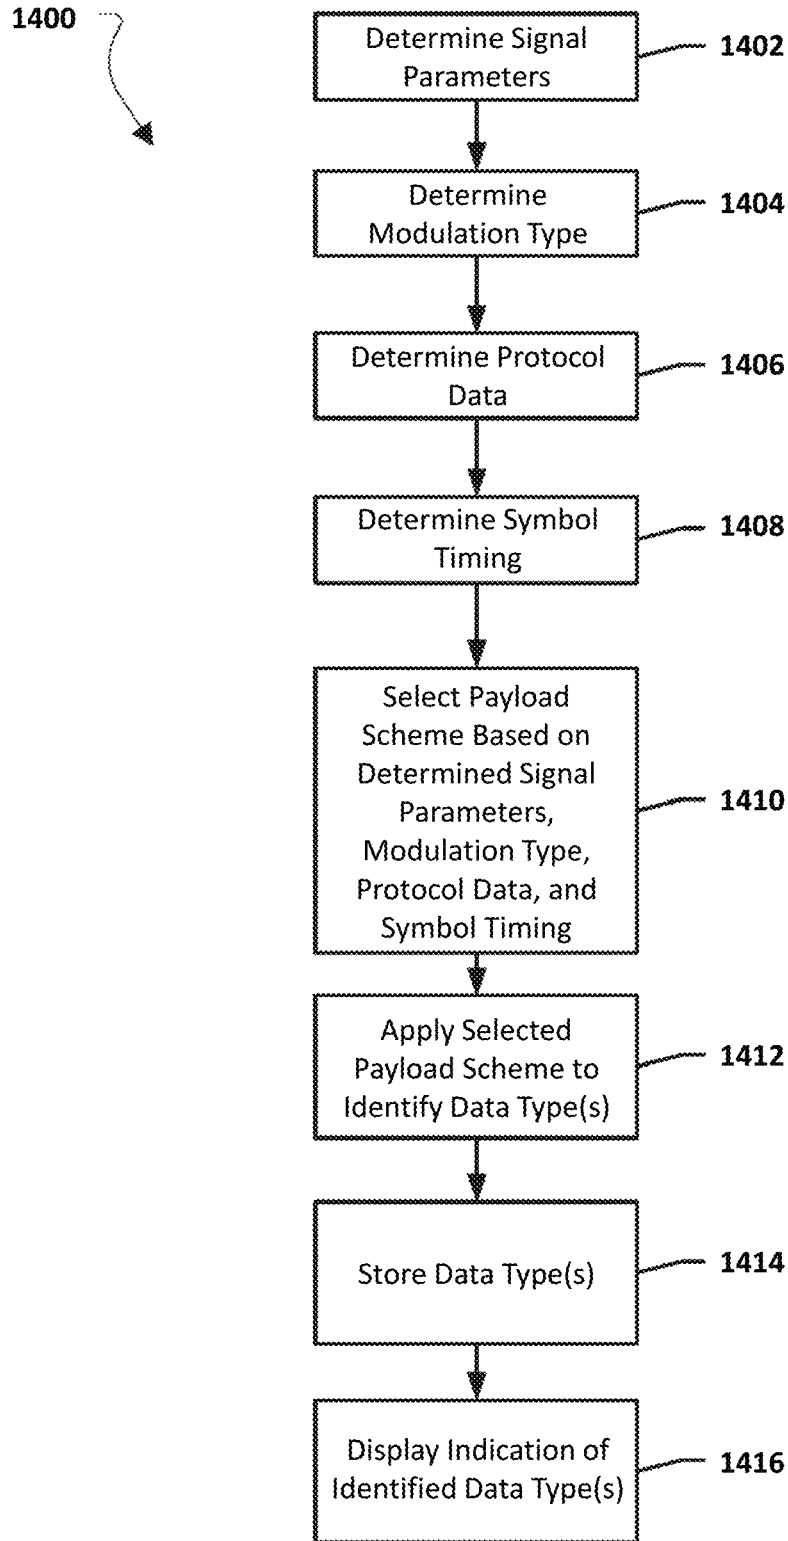 1400
Determine Signal
Parameters
1402
Determine
Modulation Type
1404
Determine Protocol
Data
1406
Determine Symbol
Timing
1408
Select Payload
Scheme Based on
Determined Signal
Parameters,
Modulation Type,
Protocol Data, and
Symbol Timing
1410
Apply Selected
Payload Scheme to
Identify Data Type(s)
1412
Store Data Type(s)
1414
Display Indication of
Identified Data Type(s)
1416